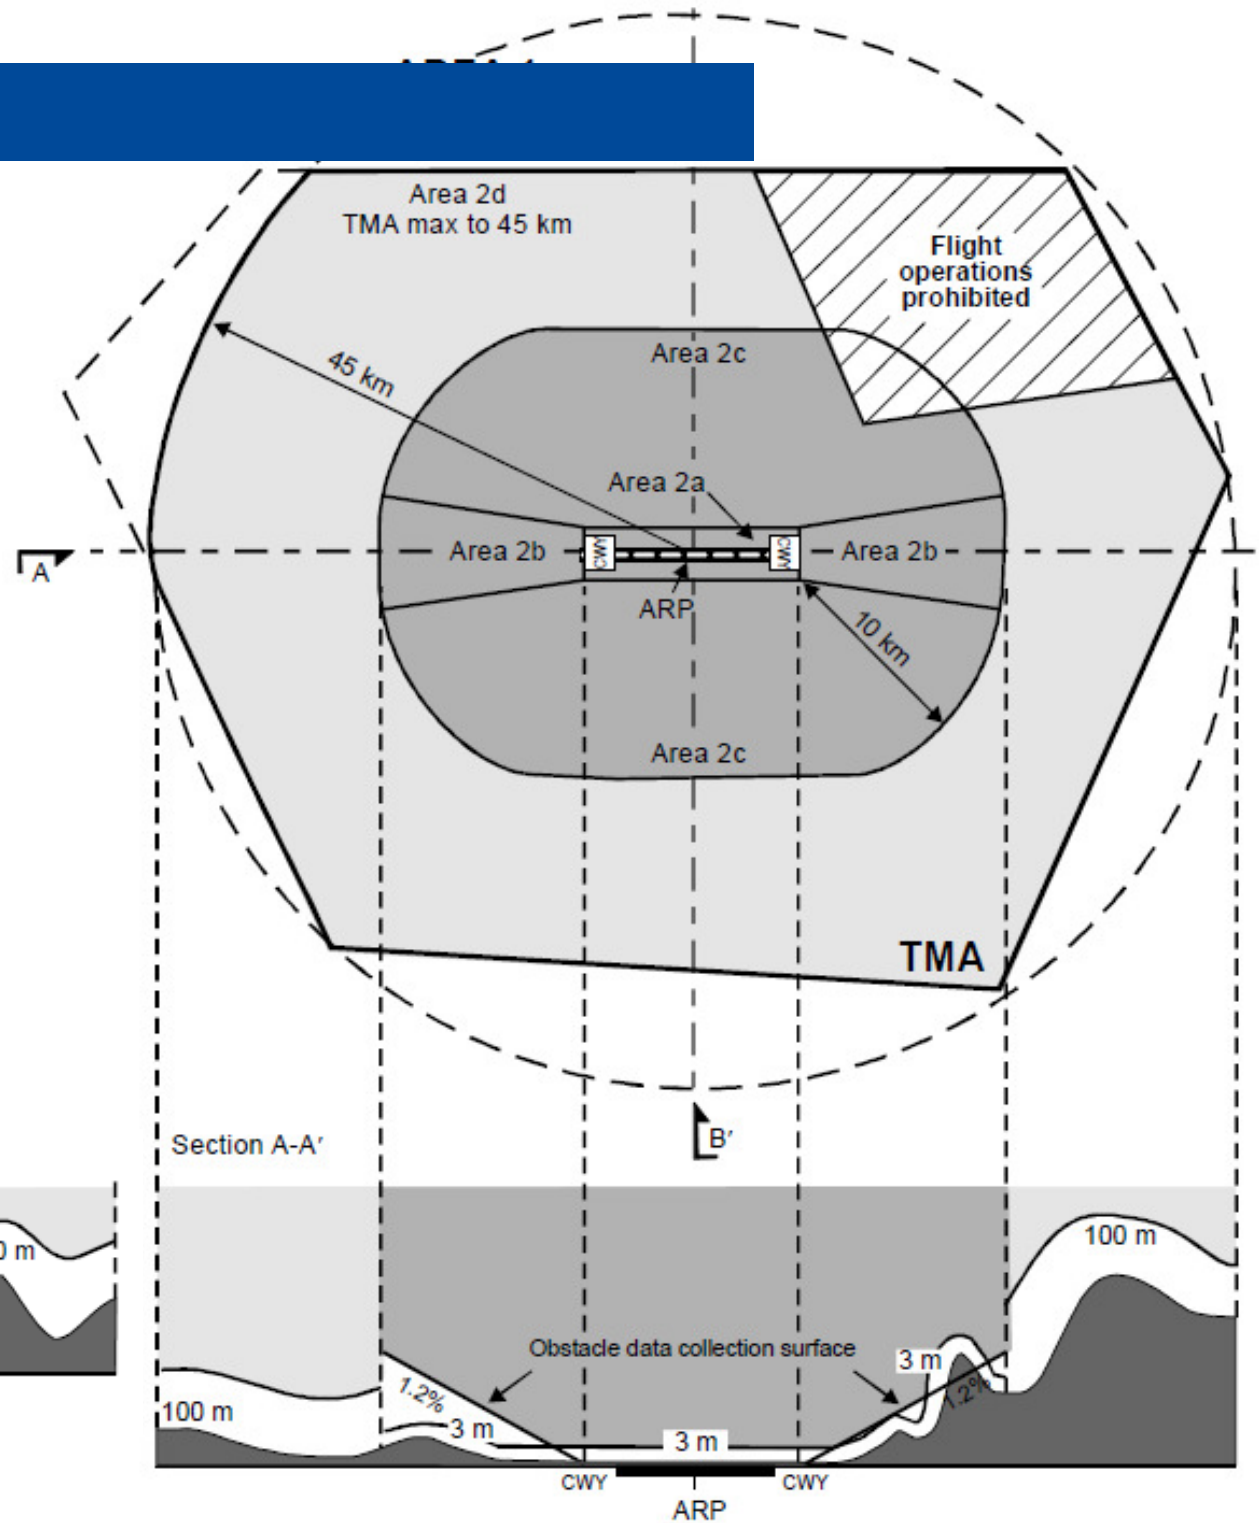 Area 2d
TMA max to 45 km
Flight
operations
prohibited
45 km
Area 2c
Area 2a
Area 2b
CWY
CWY
Area 2b
A
ARP
10 km
Area 2c
TMA
B′
Section A-A′
0 m
100 m
Obstacle data collection surface
3 m
1.2%
1.2%
100 m
3 m
3 m
CWY
CWY
ARP